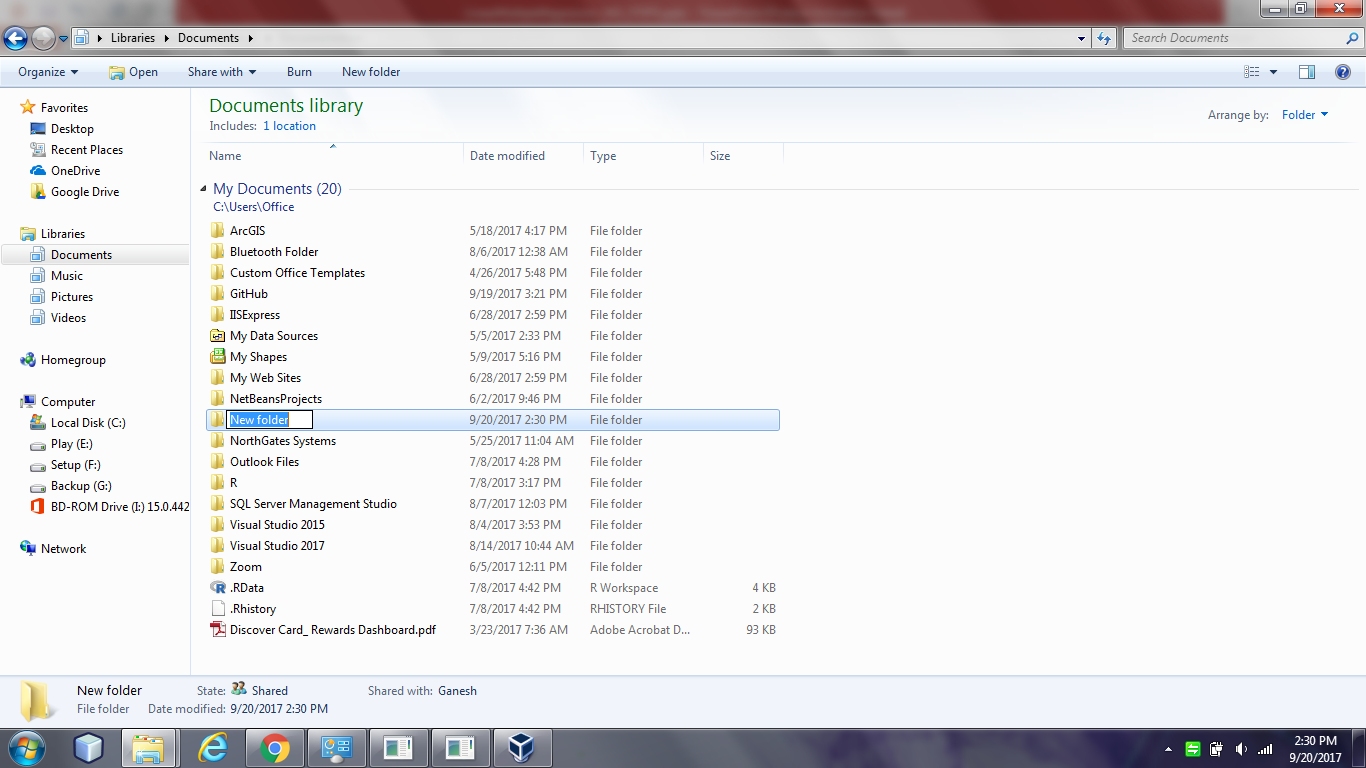 Libraries Documents
Search Documents
Organize Open Share with Burn New folder
Favorites
Desktop
Recent Places
OneDrive
Google Drive
Libraries
Documents
Music
Pictures
Videos
Homegroup
Computer
Local Disk (C:)
Play (E:)
Setup (F:)
Backup (G:)
BD-ROM Drive (I:) 15.0.442
Network
Documents library
Includes: 1 location
Arrange by: Folder
Name Date modified Type Size
My Documents (20)
C:\Users\Office
ArcGIS 5/18/2017 4:17 PM File folder
Bluetooth Folder 8/6/2017 12:38 AM File folder
Custom Office Templates 4/26/2017 5:48 PM File folder
GitHub 9/19/2017 3:21 PM File folder
IISExpress 6/28/2017 2:59 PM File folder
My Data Sources 5/5/2017 2:33 PM File folder
My Shapes 5/9/2017 5:16 PM File folder
My Web Sites 6/28/2017 2:59 PM File folder
NetBeansProjects 6/2/2017 9:46 PM File folder
New folder 9/20/2017 2:30 PM File folder
NorthGates Systems 5/25/2017 11:04 AM File folder
Outlook Files 7/8/2017 4:28 PM File folder
R 7/8/2017 3:17 PM File folder
SQL Server Management Studio 8/7/2017 12:03 PM File folder
Visual Studio 2015 8/4/2017 3:53 PM File folder
Visual Studio 2017 8/14/2017 10:44 AM File folder
Zoom 6/5/2017 12:11 PM File folder
.RData 7/8/2017 4:42 PM R Workspace 4 KB
.Rhistory 7/8/2017 4:42 PM RHISTORY File 2 KB
Discover Card_ Rewards Dashboard.pdf 3/23/2017 7:36 AM Adobe Acrobat D... 93 KB
New folder State: Shared Shared with: Ganesh
File folder Date modified: 9/20/2017 2:30 PM
2:30 PM
9/20/2017